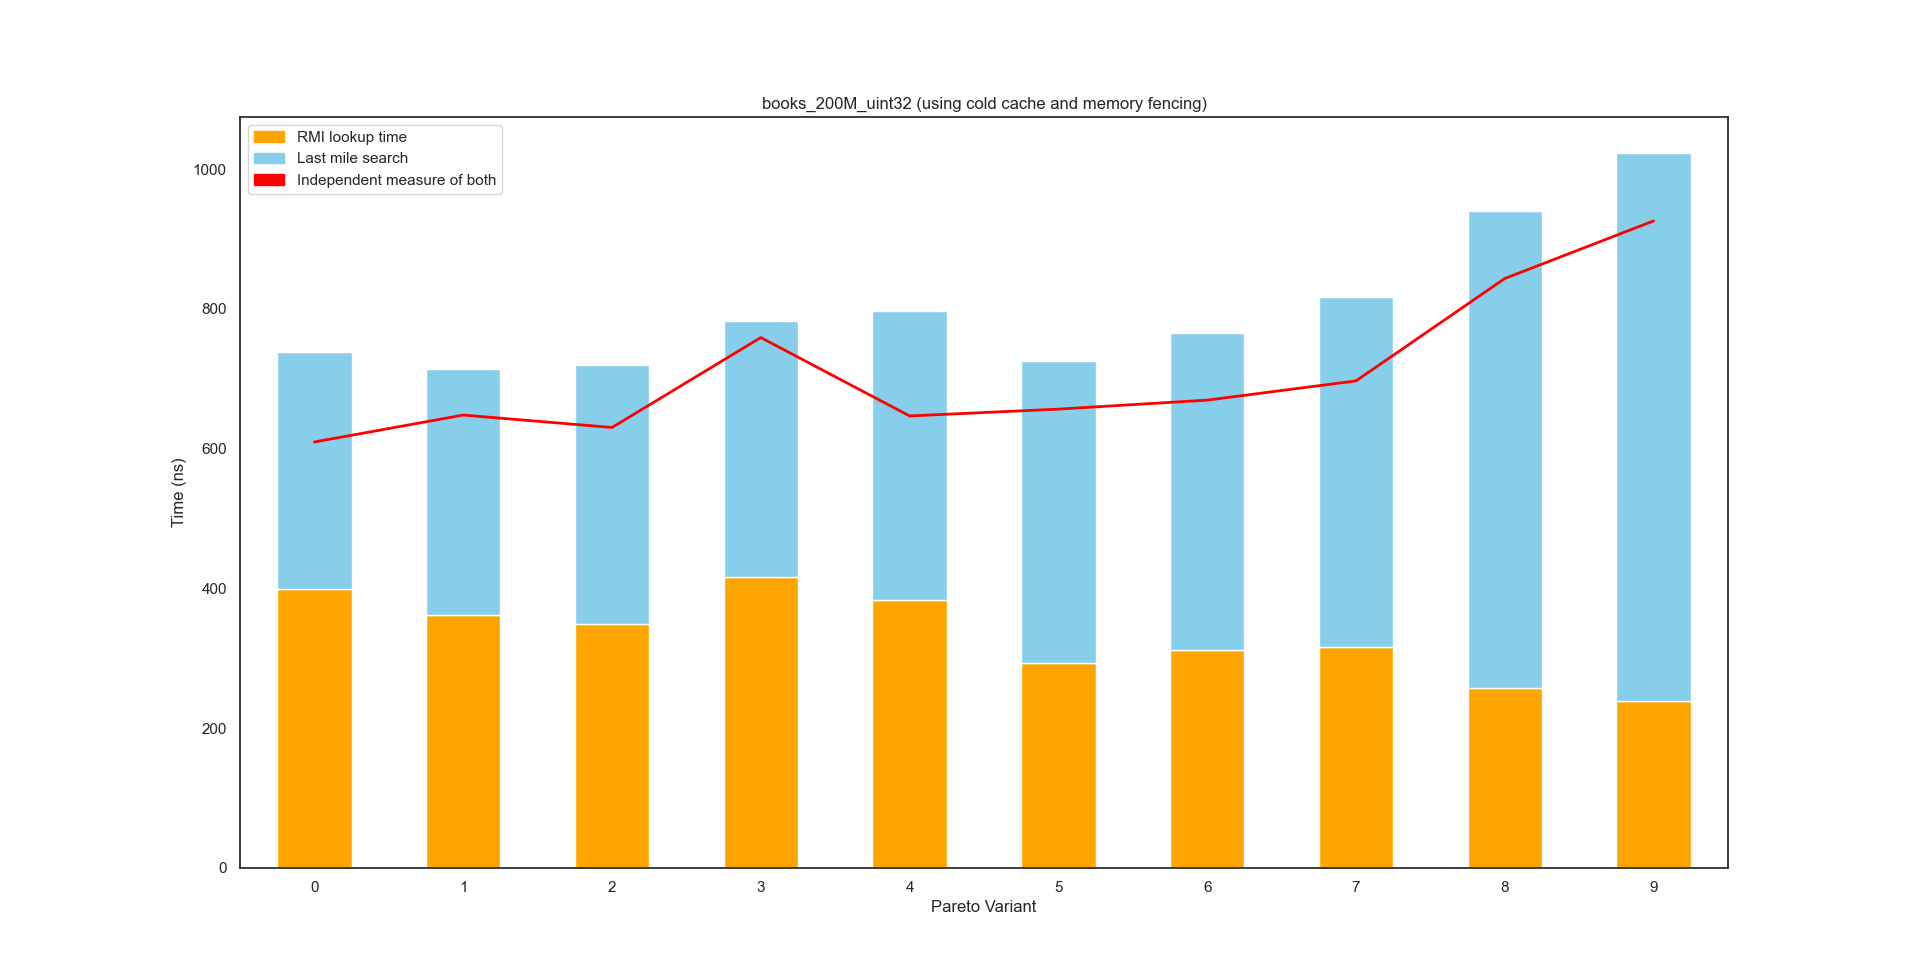 books_200M_uint32 (using cold cache and memory fencing)
RMI lookup time
Last mile search
Independent measure of both
1000
800
600
400
200
0
Time (ns)
0 1 2 3 4 5 6 7 8 9
Pareto Variant